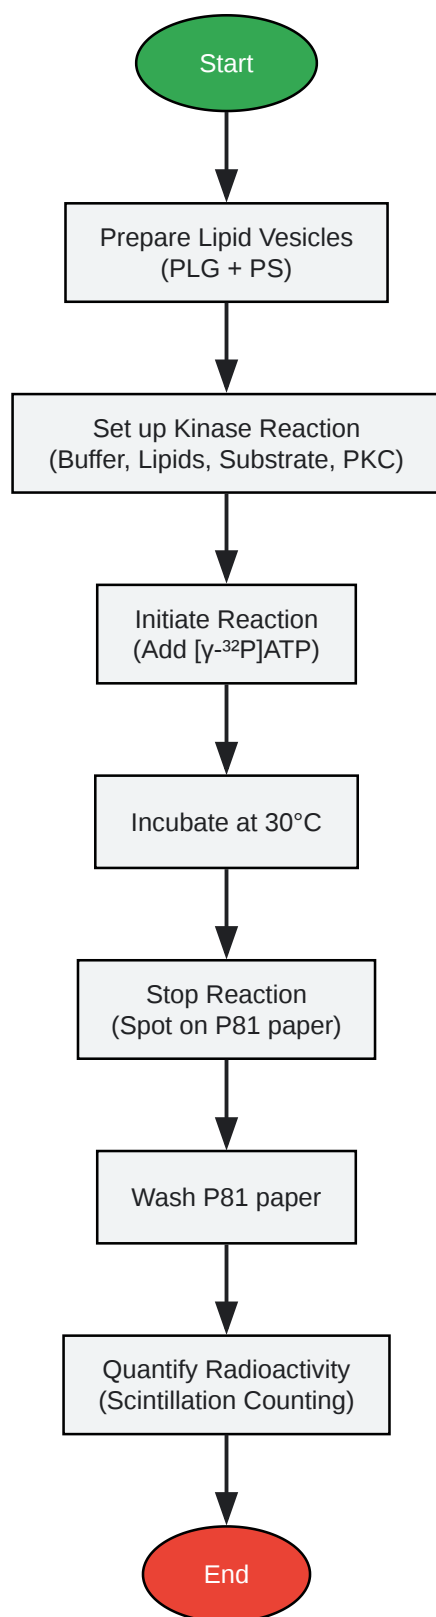 Start
Prepare Lipid Vesicles
(PLG + PS)
Set up Kinase Reaction
(Buffer, Lipids, Substrate, PKC)
Initiate Reaction
(Add [γ-³²P]ATP)
Incubate at 30°C
Stop Reaction
(Spot on P81 paper)
Wash P81 paper
Quantify Radioactivity
(Scintillation Counting)
End